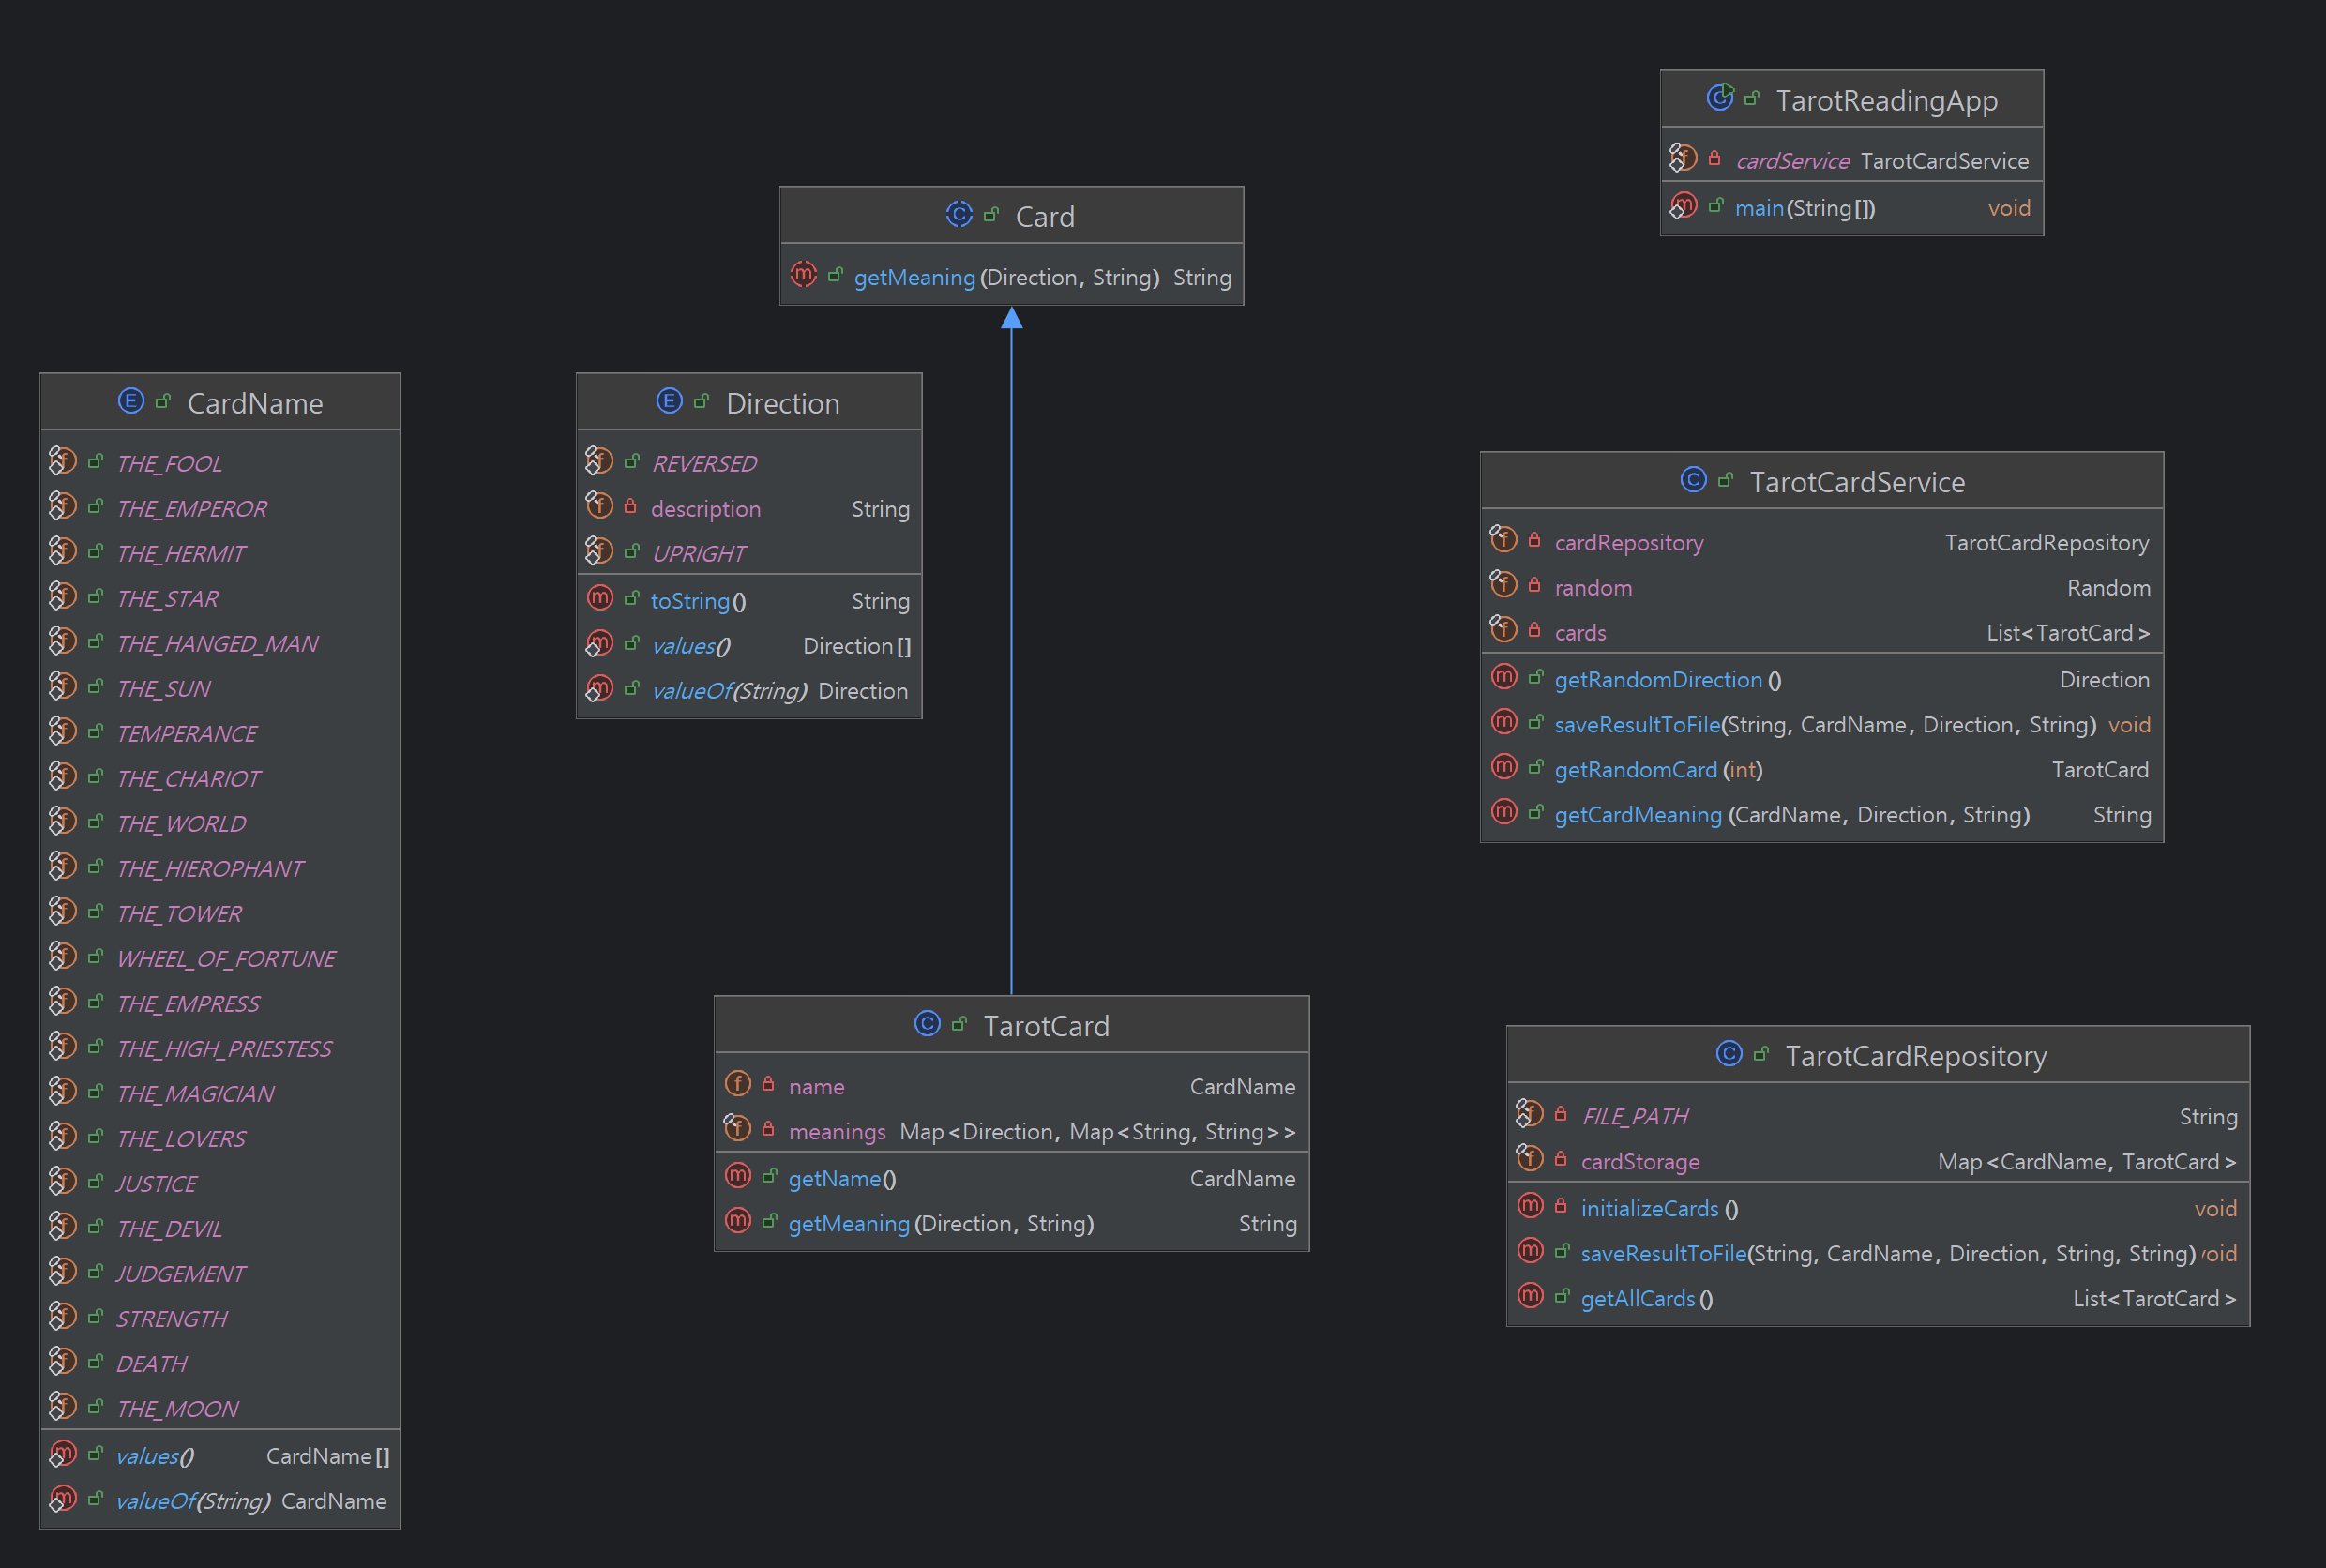 TarotReadingApp
cardService TarotCardService
main(String[]) void
Card
getMeaning(Direction, String) String
CardName
THE_FOOL
THE_EMPEROR
THE_HERMIT
THE_STAR
THE_HANGED_MAN
THE_SUN
TEMPERANCE
THE_CHARIOT
THE_WORLD
THE_HIEROPHANT
THE_TOWER
WHEEL_OF_FORTUNE
THE_EMPRESS
THE_HIGH_PRIESTESS
THE_MAGICIAN
THE_LOVERS
JUSTICE
THE_DEVIL
JUDGEMENT
STRENGTH
DEATH
THE_MOON
values() CardName[]
valueOf(String) CardName
Direction
REVERSED
description String
UPRIGHT
toString() String
values() Direction[]
valueOf(String) Direction
TarotCardService
cardRepository TarotCardRepository
random Random
cards List<TarotCard>
getRandomDirection() Direction
saveResultToFile(String, CardName, Direction, String) void
getRandomCard(int) TarotCard
getCardMeaning(CardName, Direction, String) String
TarotCard
name CardName
meanings Map<Direction, Map<String, String>>
getName() CardName
getMeaning(Direction, String) String
TarotCardRepository
FILE_PATH String
cardStorage Map<CardName, TarotCard>
initializeCards() void
saveResultToFile(String, CardName, Direction, String, String) void
getAllCards() List<TarotCard>